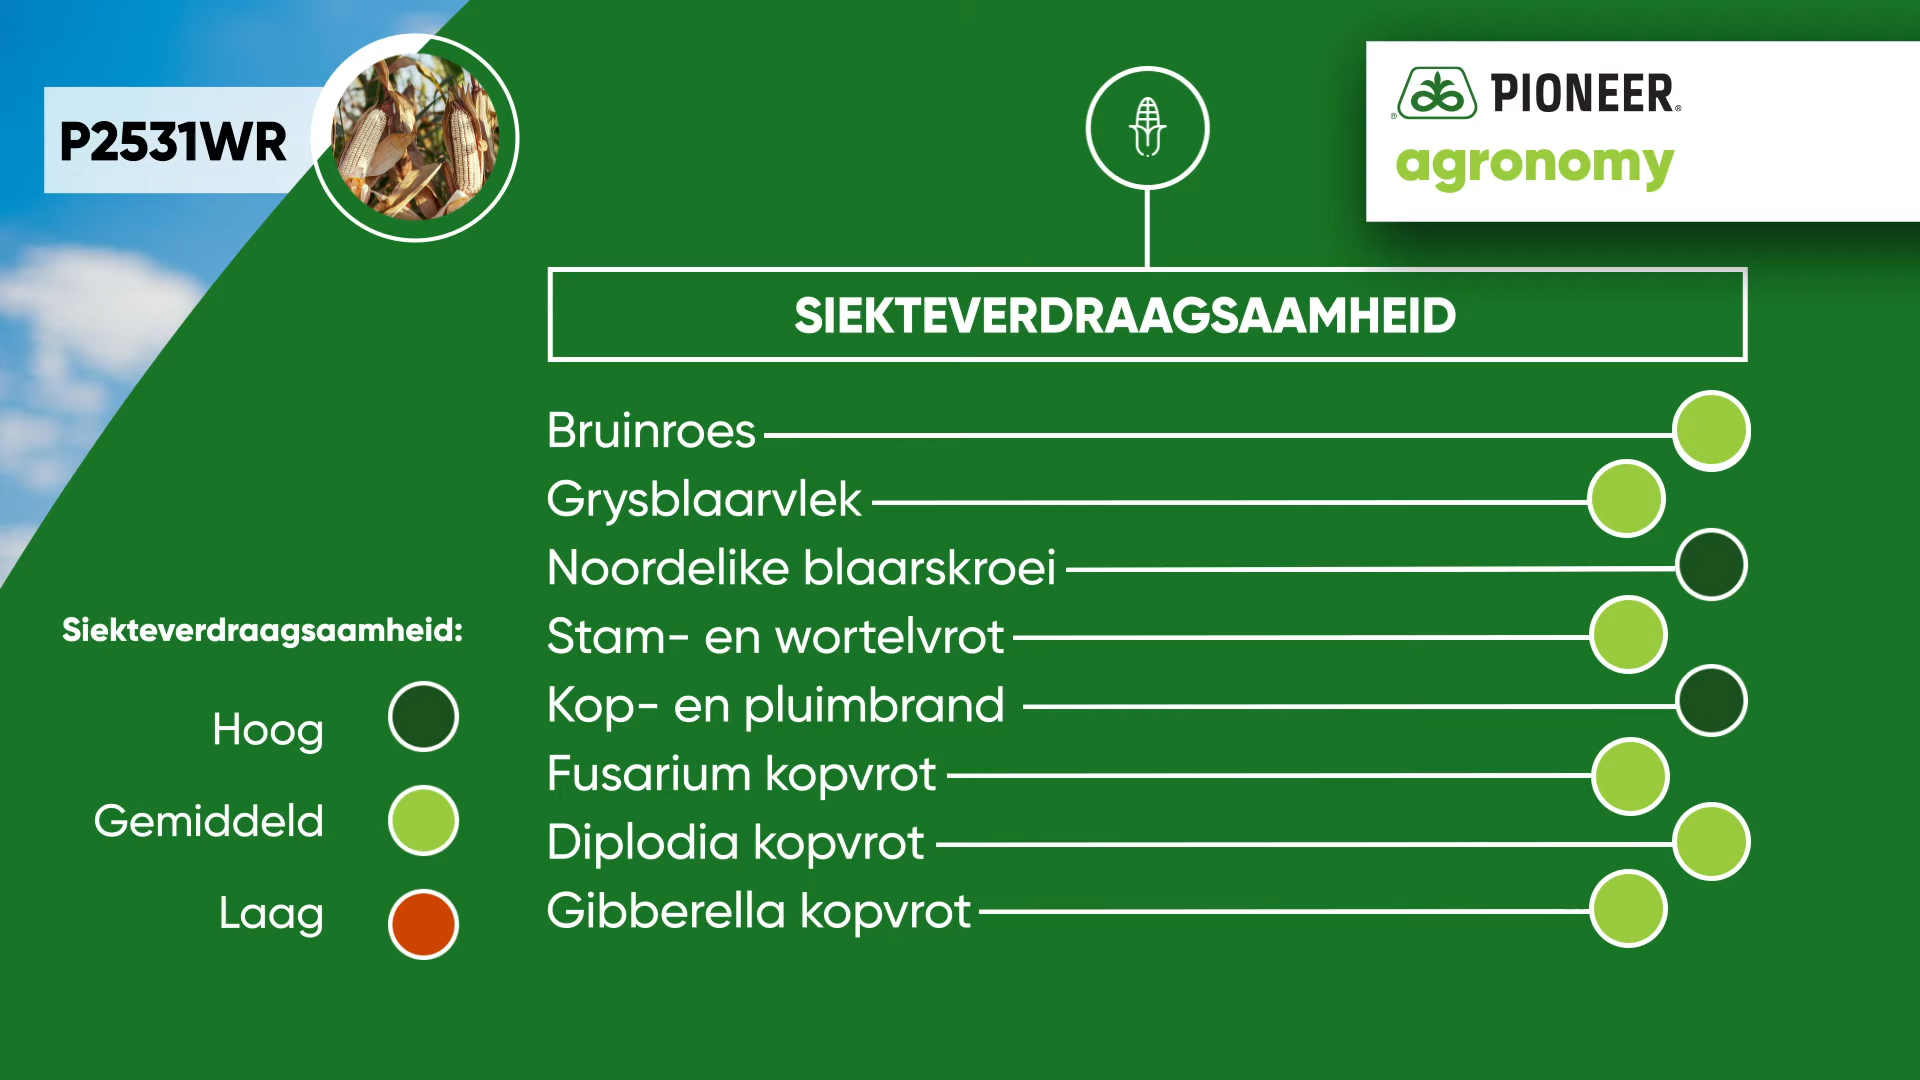 P2531WR
PIONEER®
agronomy
SIEKTEVERDRAAGSAAMHEID
Bruinroes
Grysblaarvlek
Noordelike blaarskroei
Stam- en wortelvrot
Kop- en pluimbrand
Fusarium kopvrot
Diplodia kopvrot
Gibberella kopvrot
Siekteverdraagsaamheid:
Hoog
Gemiddeld
Laag